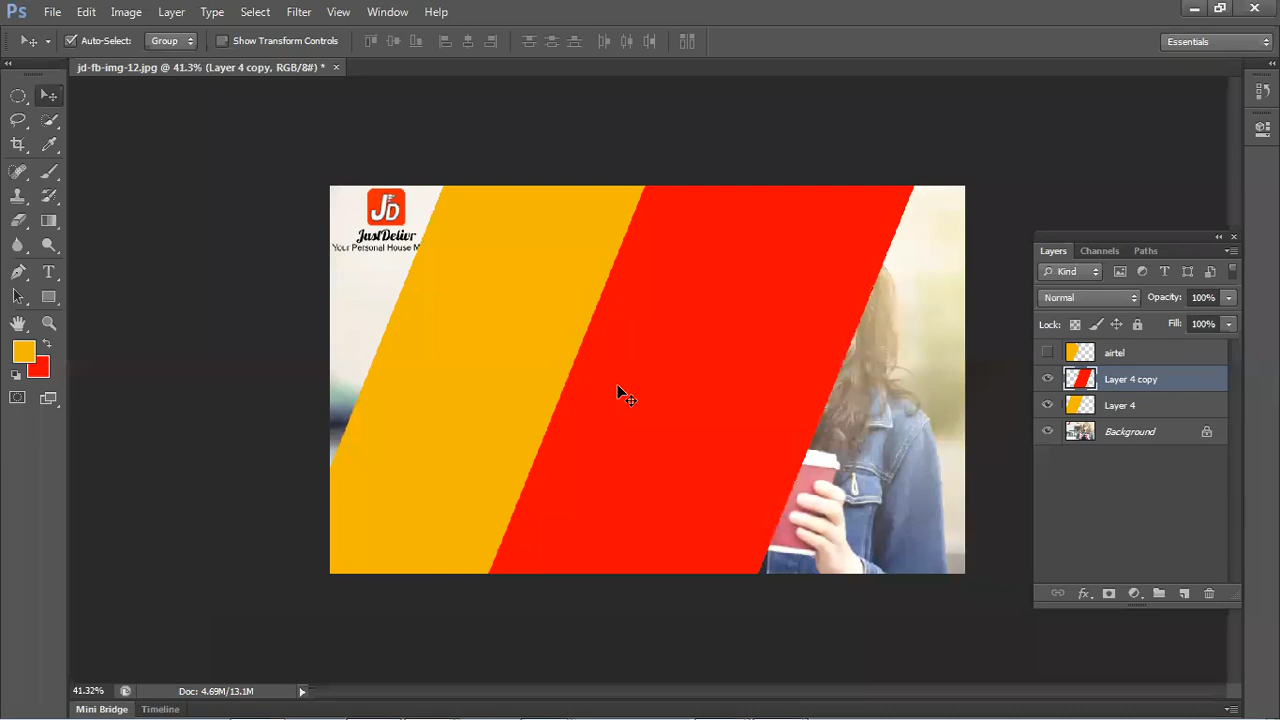 Ps File Edit Image Layer Type Select Filter View Window Help
Auto-Select: Group Show Transform Controls Essentials
jd-fb-img-12.jpg @ 41.3% (Layer 4 copy, RGB/8#) * ×
JD
JustDelivr
Your Personal House M
Layers Channels Paths
Kind
Normal Opacity: 100%
Lock: Fill: 100%
airtel
Layer 4 copy
Layer 4
Background
41.32% Doc: 4.69M/13.1M
Mini Bridge Timeline